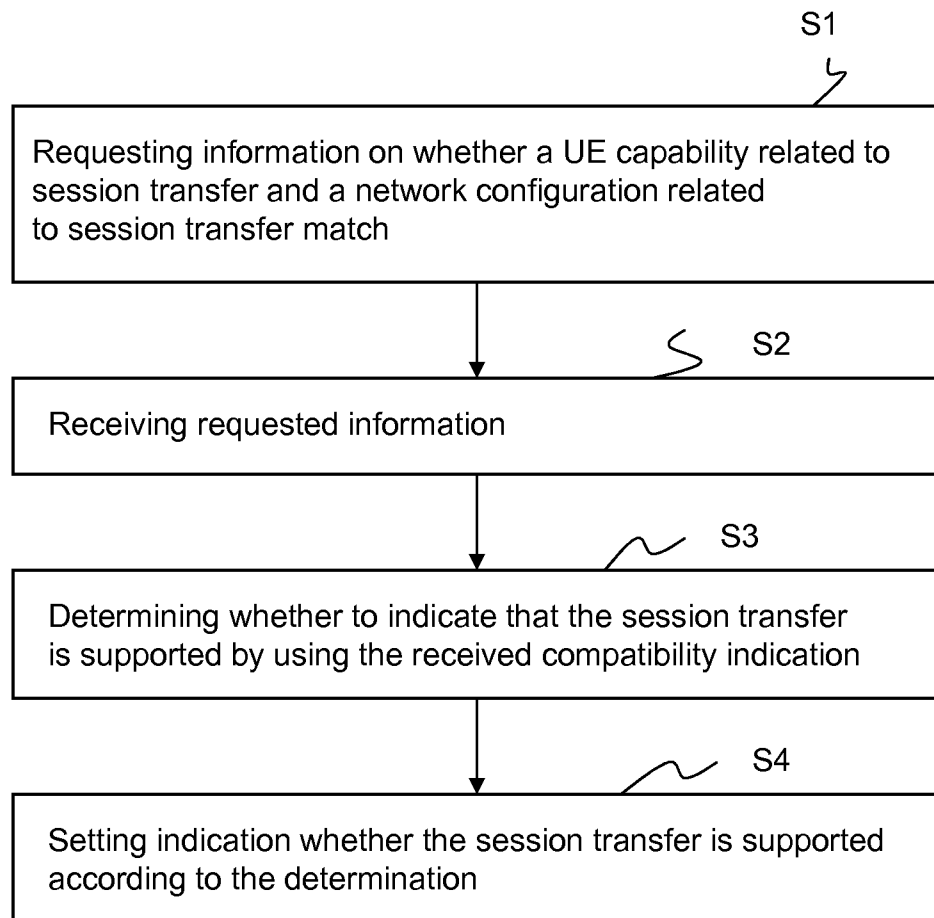 S1
Requesting information on whether a UE capability related to
session transfer and a network configuration related
to session transfer match
S2
Receiving requested information
S3
Determining whether to indicate that the session transfer
is supported by using the received compatibility indication
S4
Setting indication whether the session transfer is supported
according to the determination